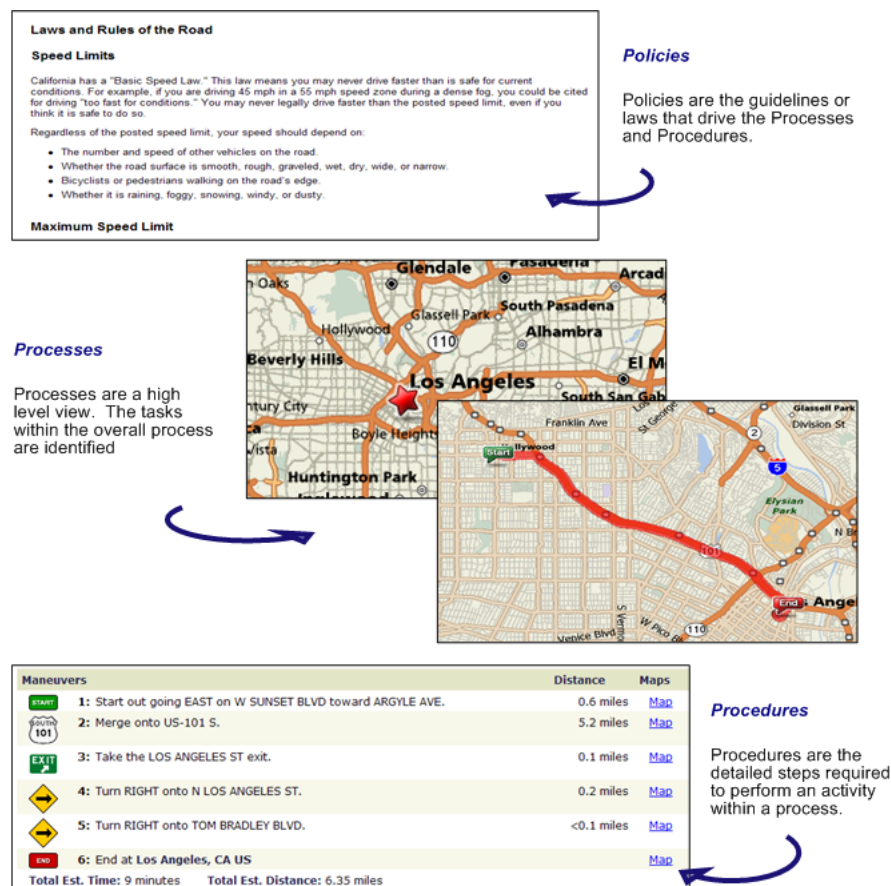 Laws and Rules of the Road
Speed Limits
California has a "Basic Speed Law." This law means you may never drive faster than is safe for current
conditions. For example, if you are driving 45 mph in a 55 mph speed zone during a dense fog, you could be cited
for driving "too fast for conditions." You may never legally drive faster than the posted speed limit, even if you
think it is safe to do so.
Regardless of the posted speed limit, your speed should depend on:
• The number and speed of other vehicles on the road.
• Whether the road surface is smooth, rough, graveled, wet, dry, wide, or narrow.
• Bicyclists or pedestrians walking on the road's edge.
• Whether it is raining, foggy, snowing, windy, or dusty.
Maximum Speed Limit
Policies
Policies are the guidelines or
laws that drive the Processes
and Procedures.
Processes
Processes are a high
level view. The tasks
within the overall process
are identified
Glendale
Pasadena
Arcad
Oaks
South Pasadena
Glassell Park
Hollywood
110
Alhambra
Beverly Hills
El M
Los Angeles
South San Gab
ntury City
Boyle Heights
Vista
Huntington Park
Glassell Park
Franklin Ave
St George
Division St
2
Hollywood
Start
5
Elysian
Park
N B
101
End
s Ange
S Vermo
W Pico B
110
Venice Blvd
Maneuvers Distance Maps
START 1: Start out going EAST on W SUNSET BLVD toward ARGYLE AVE. 0.6 miles Map
SOUTH 101 2: Merge onto US-101 S. 5.2 miles Map
EXIT 3: Take the LOS ANGELES ST exit. 0.1 miles Map
4: Turn RIGHT onto N LOS ANGELES ST. 0.2 miles Map
5: Turn RIGHT onto TOM BRADLEY BLVD. <0.1 miles Map
END 6: End at Los Angeles, CA US Map
Total Est. Time: 9 minutes Total Est. Distance: 6.35 miles
Procedures
Procedures are the
detailed steps required
to perform an activity
within a process.